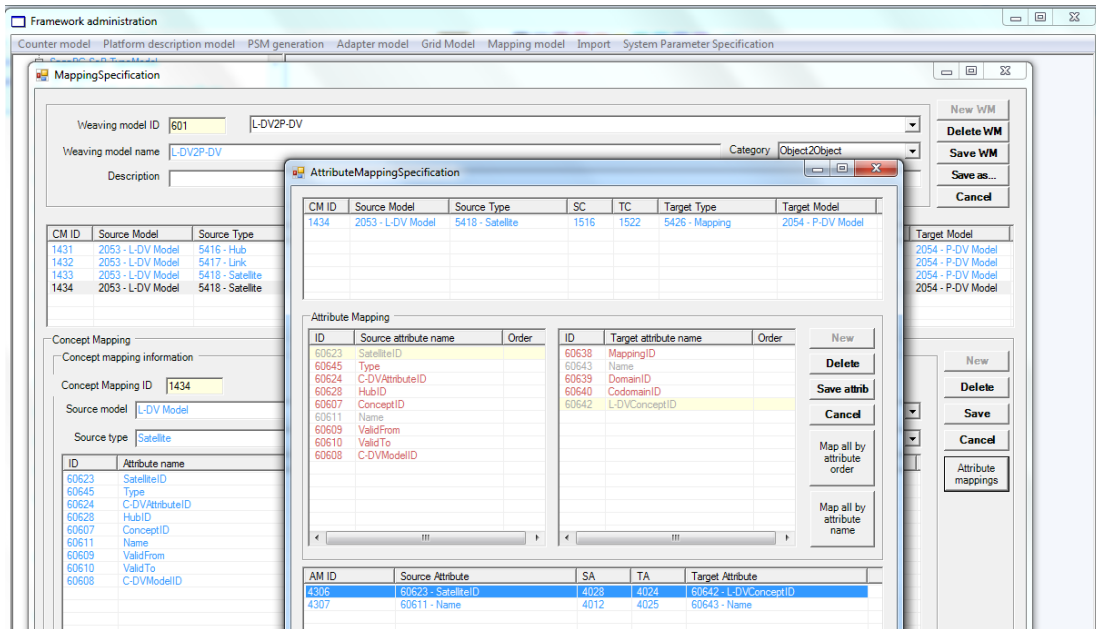 Framework administration
Counter model Platform description model PSM generation Adapter model Grid Model Mapping model Import System Parameter Specification
MappingSpecification
Weaving model ID 601 L-DV2P-DV
New WM
Delete WM
Weaving model name L-DV2P-DV Category Object2Object
Save WM
Description
Save as...
Cancel
CM ID Source Model Source Type Target Model
1431 2053 - L-DV Model 5416 - Hub 2054 - P-DV Model
1432 2053 - L-DV Model 5417 - Link 2054 - P-DV Model
1433 2053 - L-DV Model 5418 - Satellite 2054 - P-DV Model
1434 2053 - L-DV Model 5418 - Satellite 2054 - P-DV Model
Concept Mapping
Concept mapping information
Concept Mapping ID 1434
Source model L-DV Model
Source type Satellite
ID Attribute name
60623 SatelliteID
60645 Type
60624 C-DVAttributeID
60628 HubID
60607 ConceptID
60611 Name
60609 ValidFrom
60610 ValidTo
60608 C-DVModelID
New
Delete
Save
Cancel
Attribute
mappings
AttributeMappingSpecification
CM ID Source Model Source Type SC TC Target Type Target Model
1434 2053 - L-DV Model 5418 - Satellite 1516 1522 5426 - Mapping 2054 - P-DV Model
Attribute Mapping
ID Source attribute name Order
60623 SatelliteID
60645 Type
60624 C-DVAttributeID
60628 HubID
60607 ConceptID
60611 Name
60609 ValidFrom
60610 ValidTo
60608 C-DVModelID
ID Target attribute name Order
60638 MappingID
60643 Name
60639 DomainID
60640 CodomainID
60642 L-DVConceptID
New
Delete
Save attrib
Cancel
Map all by
attribute
order
Map all by
attribute
name
AM ID Source Attribute SA TA Target Attribute
4306 60623 - SatelliteID 4028 4024 60642 - L-DVConceptID
4307 60611 - Name 4012 4025 60643 - Name